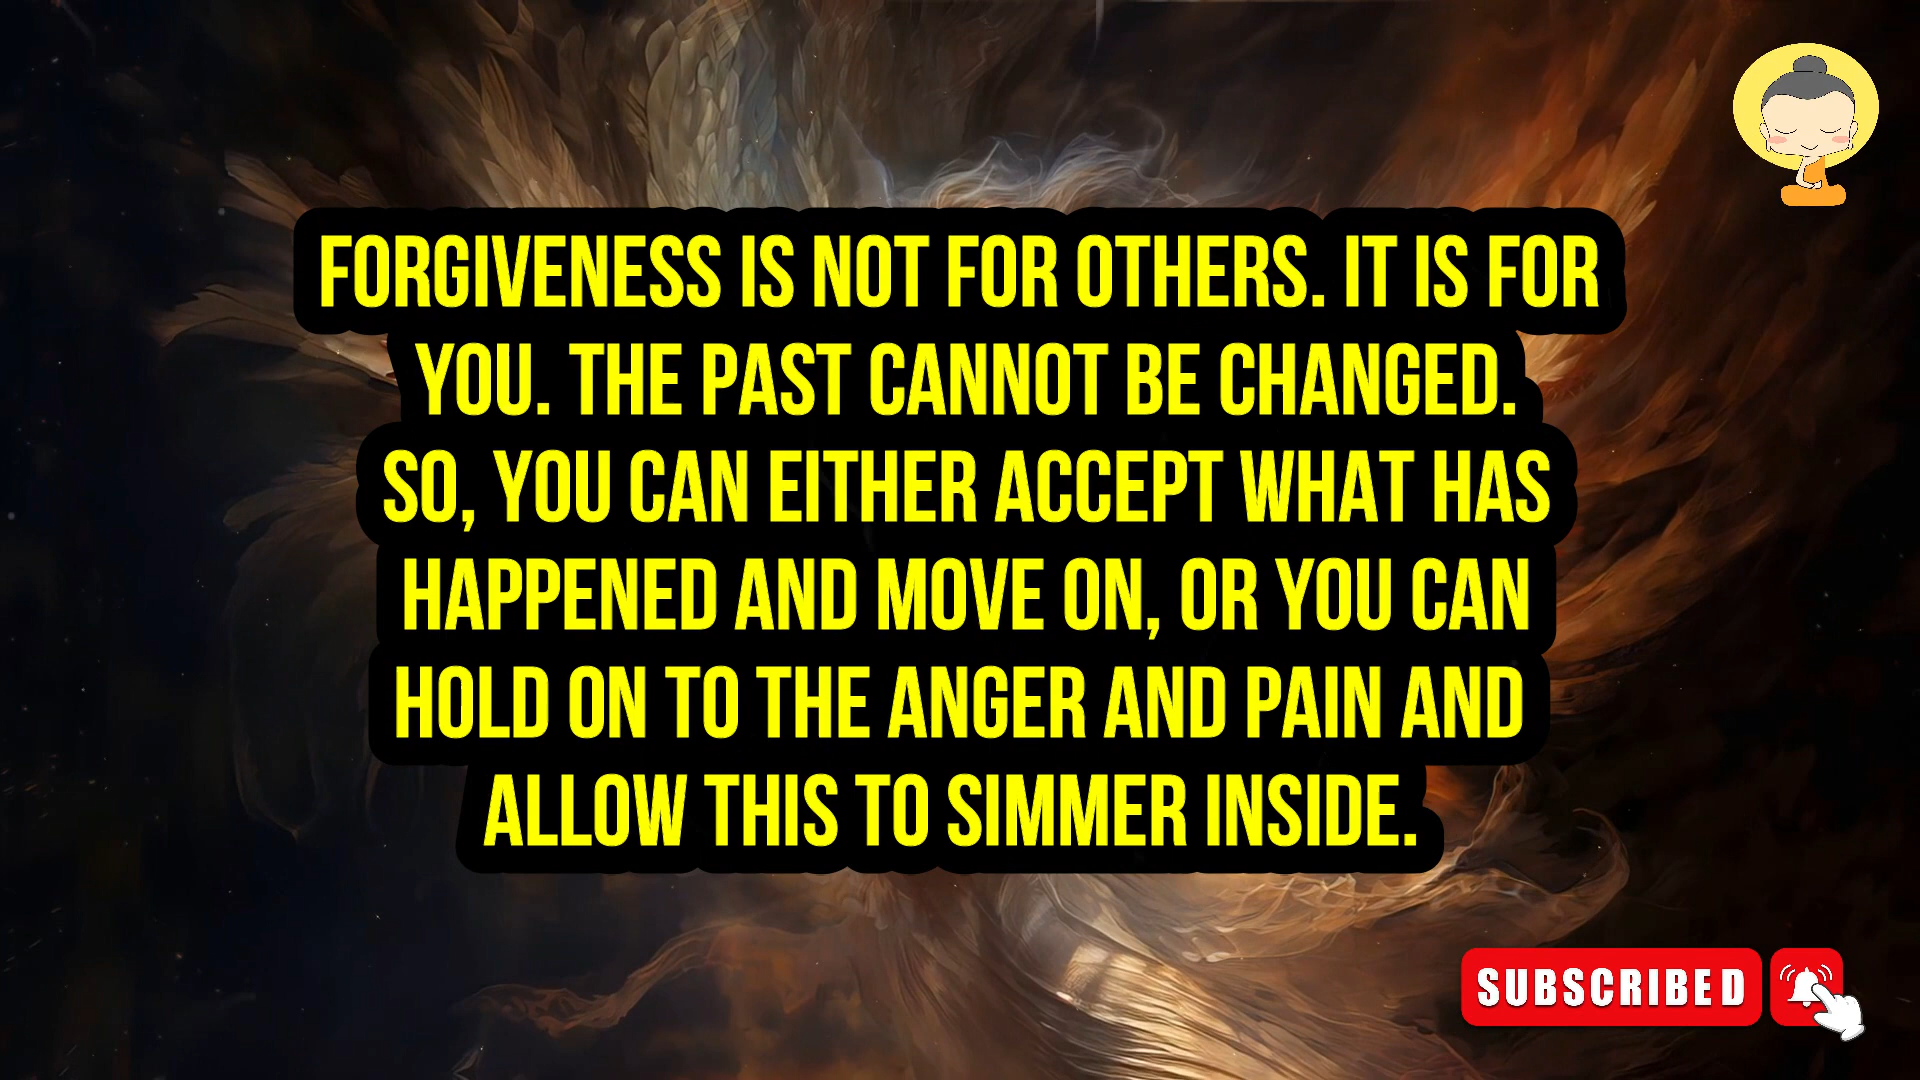 FORGIVENESS IS NOT FOR OTHERS. IT IS FOR
YOU. THE PAST CANNOT BE CHANGED.
SO, YOU CAN EITHER ACCEPT WHAT HAS
HAPPENED AND MOVE ON, OR YOU CAN
HOLD ON TO THE ANGER AND PAIN AND
ALLOW THIS TO SIMMER INSIDE.
SUBSCRIBED